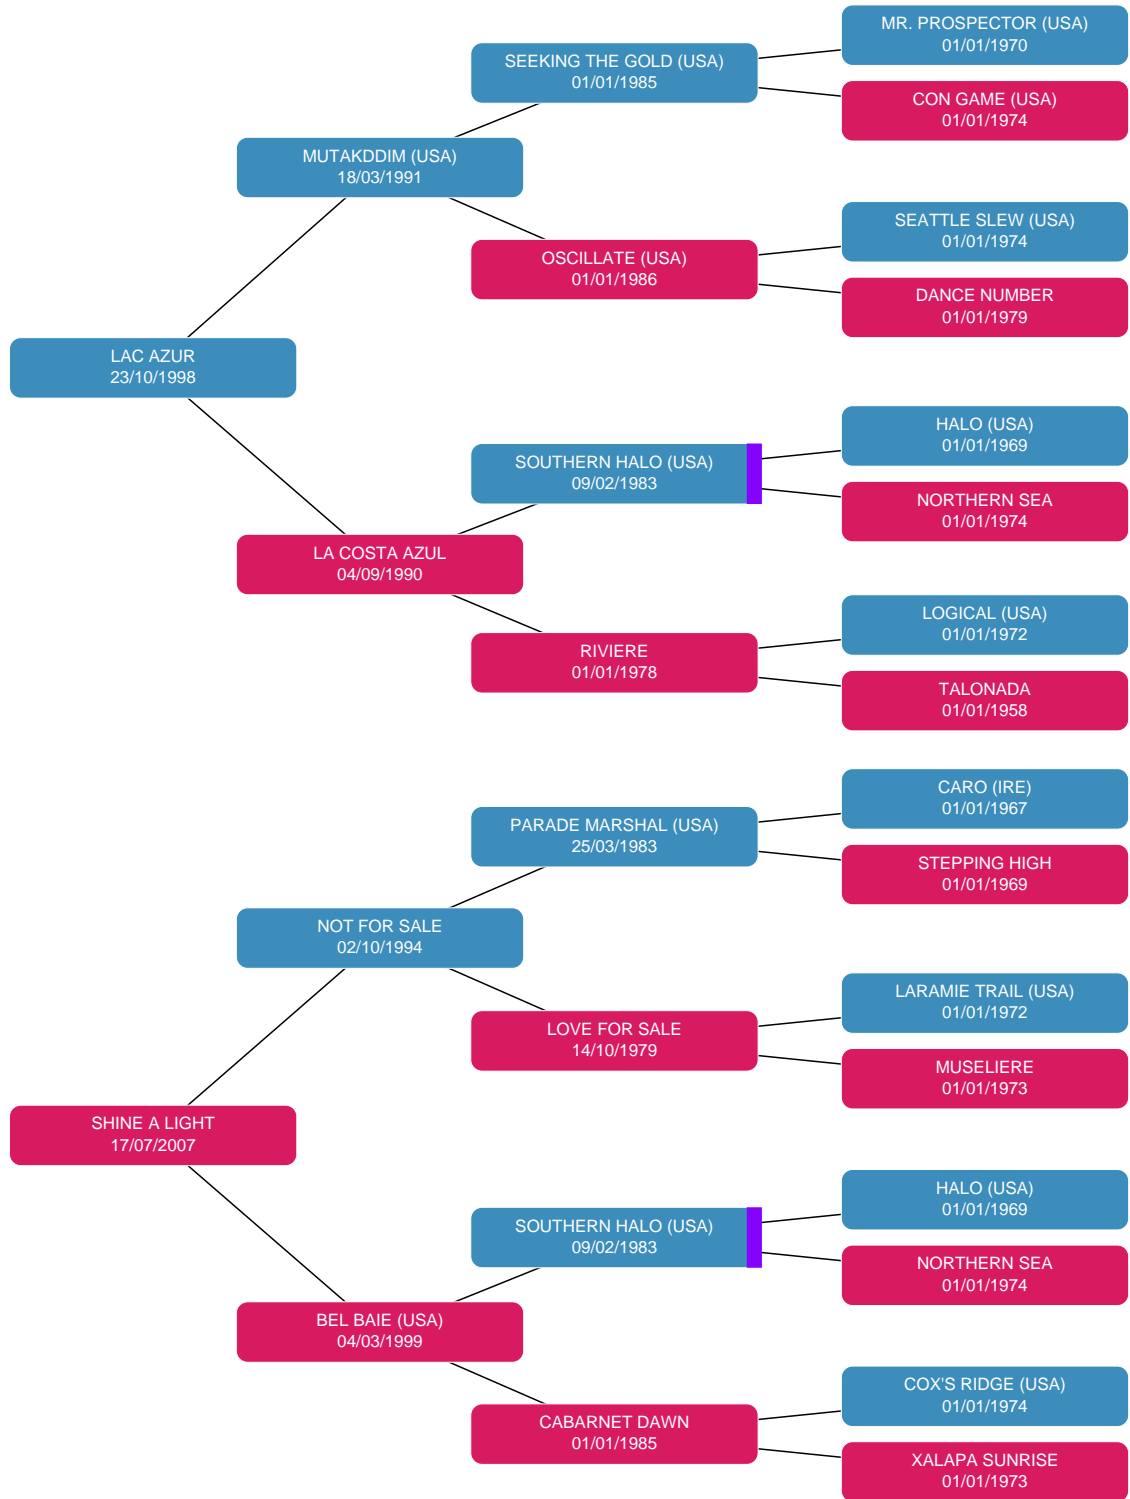 MR. PROSPECTOR (USA)
01/01/1970
SEEKING THE GOLD (USA)
01/01/1985
CON GAME (USA)
01/01/1974
MUTAKDDIM (USA)
18/03/1991
SEATTLE SLEW (USA)
01/01/1974
OSCILLATE (USA)
01/01/1986
DANCE NUMBER
01/01/1979
LAC AZUR
23/10/1998
HALO (USA)
01/01/1969
SOUTHERN HALO (USA)
09/02/1983
NORTHERN SEA
01/01/1974
LA COSTA AZUL
04/09/1990
LOGICAL (USA)
01/01/1972
RIVIERE
01/01/1978
TALONADA
01/01/1958
CARO (IRE)
01/01/1967
PARADE MARSHAL (USA)
25/03/1983
STEPPING HIGH
01/01/1969
NOT FOR SALE
02/10/1994
LARAMIE TRAIL (USA)
01/01/1972
LOVE FOR SALE
14/10/1979
MUSELIERE
01/01/1973
SHINE A LIGHT
17/07/2007
HALO (USA)
01/01/1969
SOUTHERN HALO (USA)
09/02/1983
NORTHERN SEA
01/01/1974
BEL BAIE (USA)
04/03/1999
COX'S RIDGE (USA)
01/01/1974
CABARNET DAWN
01/01/1985
XALAPA SUNRISE
01/01/1973